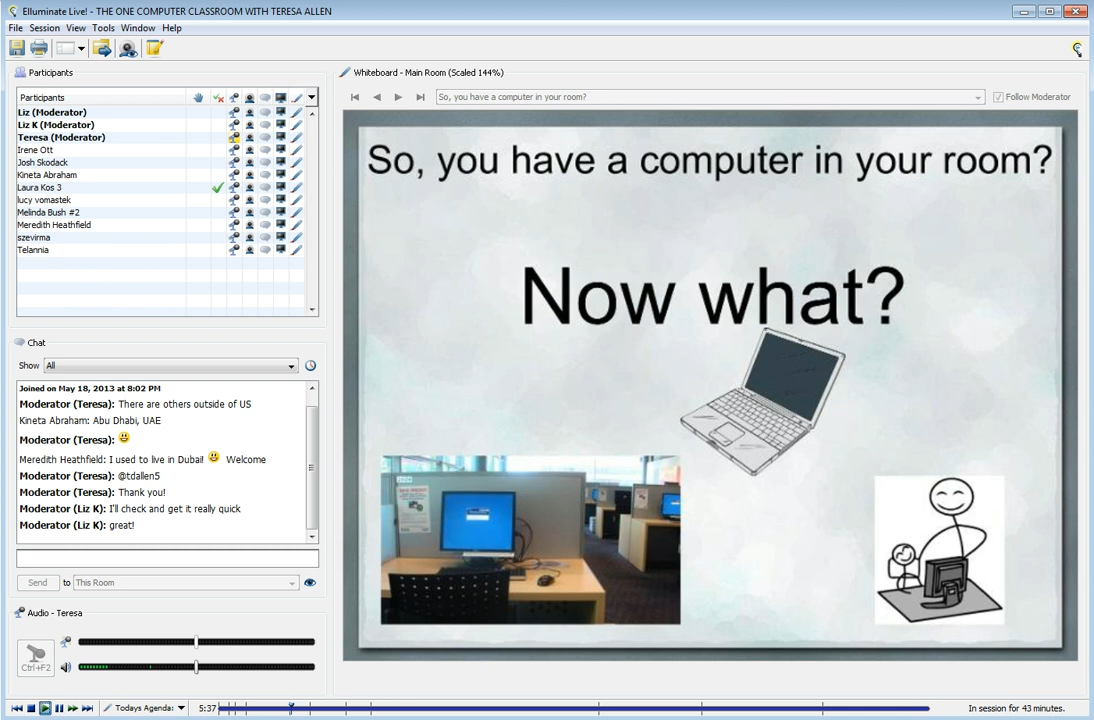 Elluminate Live! - THE ONE COMPUTER CLASSROOM WITH TERESA ALLEN
File Session View Tools Window Help
Participants
Participants
Liz (Moderator)
Liz K (Moderator)
Teresa (Moderator)
Irene Ott
Josh Skodack
Kineta Abraham
Laura Kos 3
lucy vomastek
Melinda Bush #2
Meredith Heathfield
szevirma
Telannia
Chat
Show All
Joined on May 18, 2013 at 8:02 PM
Moderator (Teresa): There are others outside of US
Kineta Abraham: Abu Dhabi, UAE
Moderator (Teresa):
Meredith Heathfield: I used to live in Dubai! Welcome
Moderator (Teresa): @tdallen5
Moderator (Teresa): Thank you!
Moderator (Liz K): I'll check and get it really quick
Moderator (Liz K): great!
Send to This Room
Audio - Teresa
Ctrl+F2
Whiteboard - Main Room (Scaled 144%)
So, you have a computer in your room?
Follow Moderator
So, you have a computer in your room?
Now what?
Todays Agenda:
5:37
In session for 43 minutes.